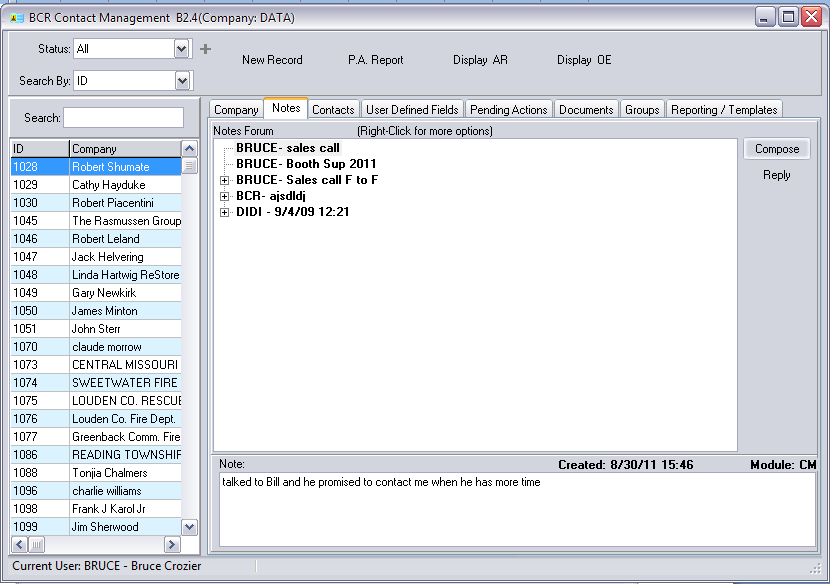 BCR Contact Management B2.4(Company: DATA)
Status: All
New Record P.A. Report Display AR Display OE
Search By: ID
Search:
Company Notes Contacts User Defined Fields Pending Actions Documents Groups Reporting / Templates
Notes Forum (Right-Click for more options)
BRUCE- sales call
BRUCE- Booth Sup 2011
BRUCE- Sales call F to F
BCR- ajsdldj
DIDI - 9/4/09 12:21
Compose
Reply
ID Company
1028 Robert Shumate
1029 Cathy Hayduke
1030 Robert Piacentini
1045 The Rasmussen Group
1046 Robert Leland
1047 Jack Helvering
1048 Linda Hartwig ReStore
1049 Gary Newkirk
1050 James Minton
1051 John Sterr
1070 claude morrow
1073 CENTRAL MISSOURI
1074 SWEETWATER FIRE
1075 LOUDEN CO. RESCUE
1076 Louden Co. Fire Dept.
1077 Greenback Comm. Fire
1086 READING TOWNSHIP
1088 Tonjia Chalmers
1096 charlie williams
1098 Frank J Karol Jr
1099 Jim Sherwood
Note: Created: 8/30/11 15:46 Module: CM
talked to Bill and he promised to contact me when he has more time
Current User: BRUCE - Bruce Crozier